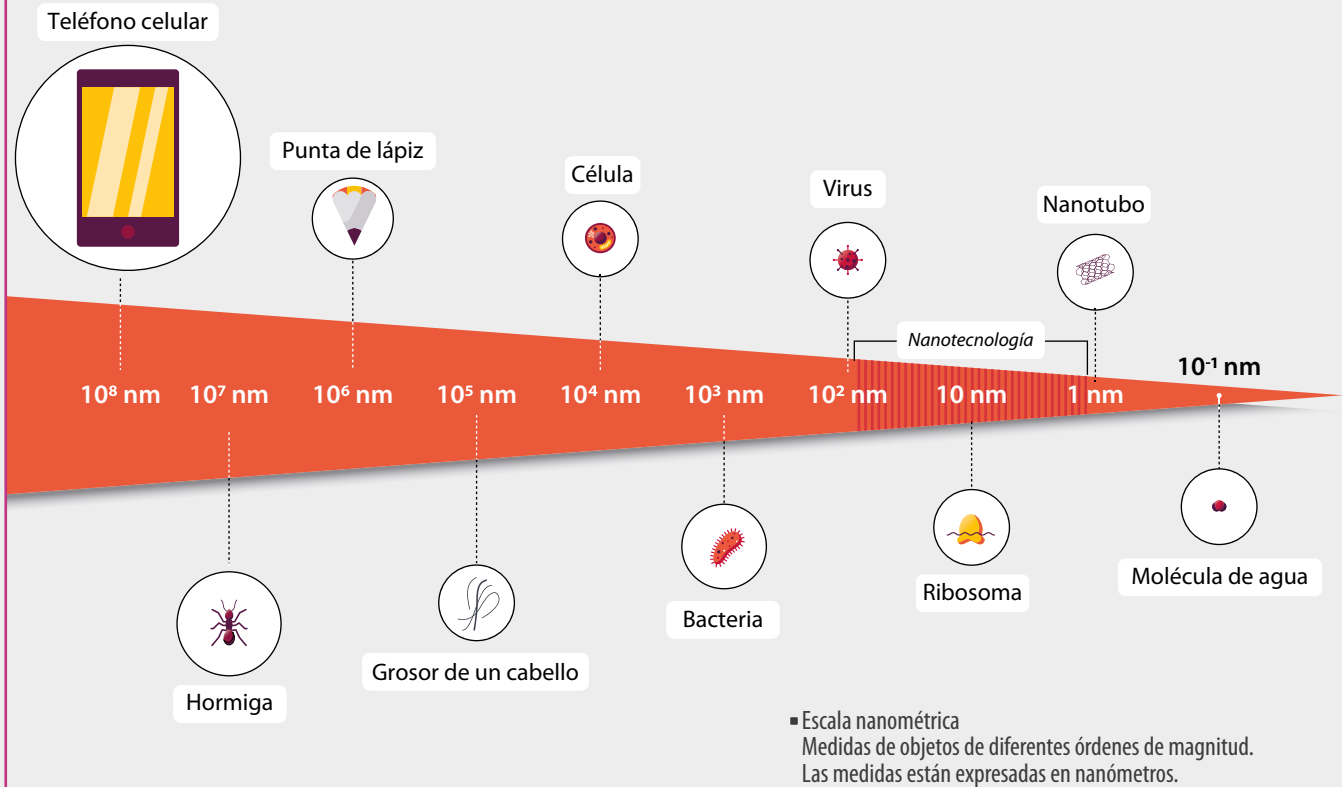 Teléfono celular
Punta de lápiz
Célula
Virus
Nanotubo
Nanotecnología
10⁸ nm
10⁷ nm
10⁶ nm
10⁵ nm
10⁴ nm
10³ nm
10² nm
10 nm
1 nm
10⁻¹ nm
Hormiga
Grosor de un cabello
Bacteria
Ribosoma
Molécula de agua
▪ Escala nanométrica
Medidas de objetos de diferentes órdenes de magnitud.
Las medidas están expresadas en nanómetros.